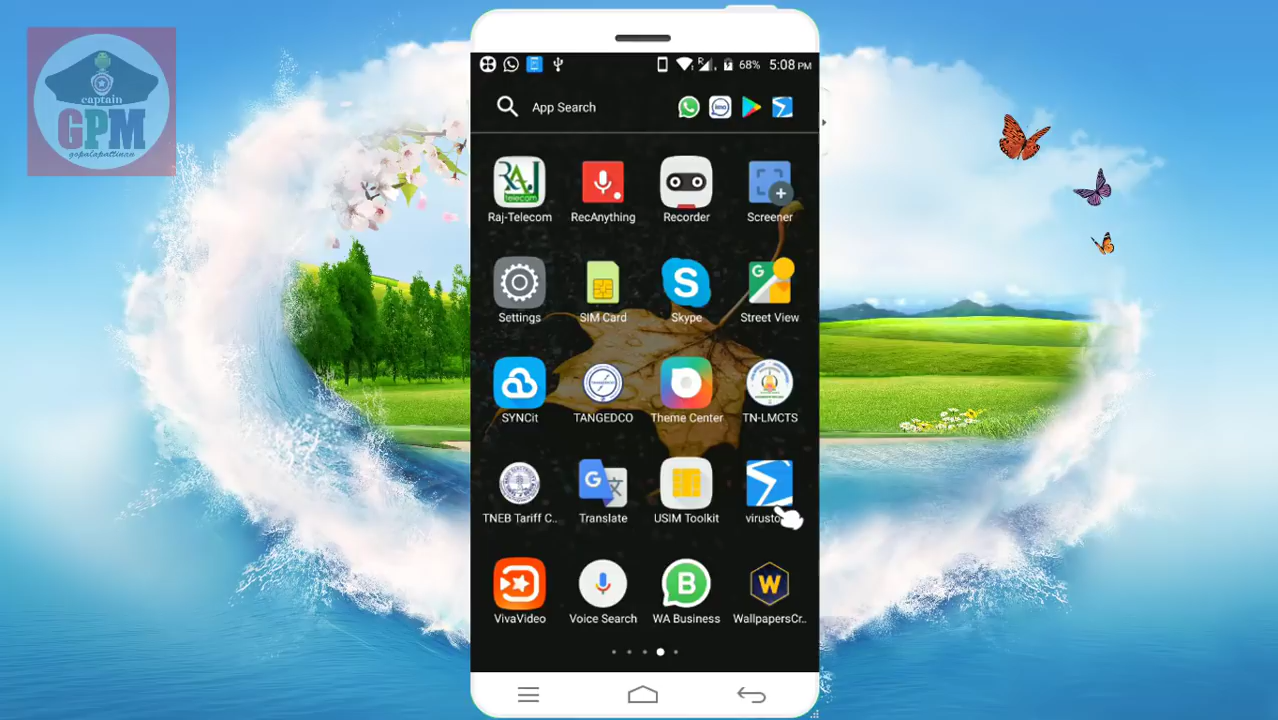 captain
GPM
gopalapattinam
68% 5:08 PM
App Search
RAJ
telecom
Raj-Telecom
RecAnything
Recorder
Screener
Settings
SIM Card
S
Skype
G
Street View
SYNCit
TANGEDCO
Theme Center
TN-LMCTS
TNEB Tariff C..
G
Translate
USIM Toolkit
virusto
VivaVideo
Voice Search
B
WA Business
W
WallpapersCr..